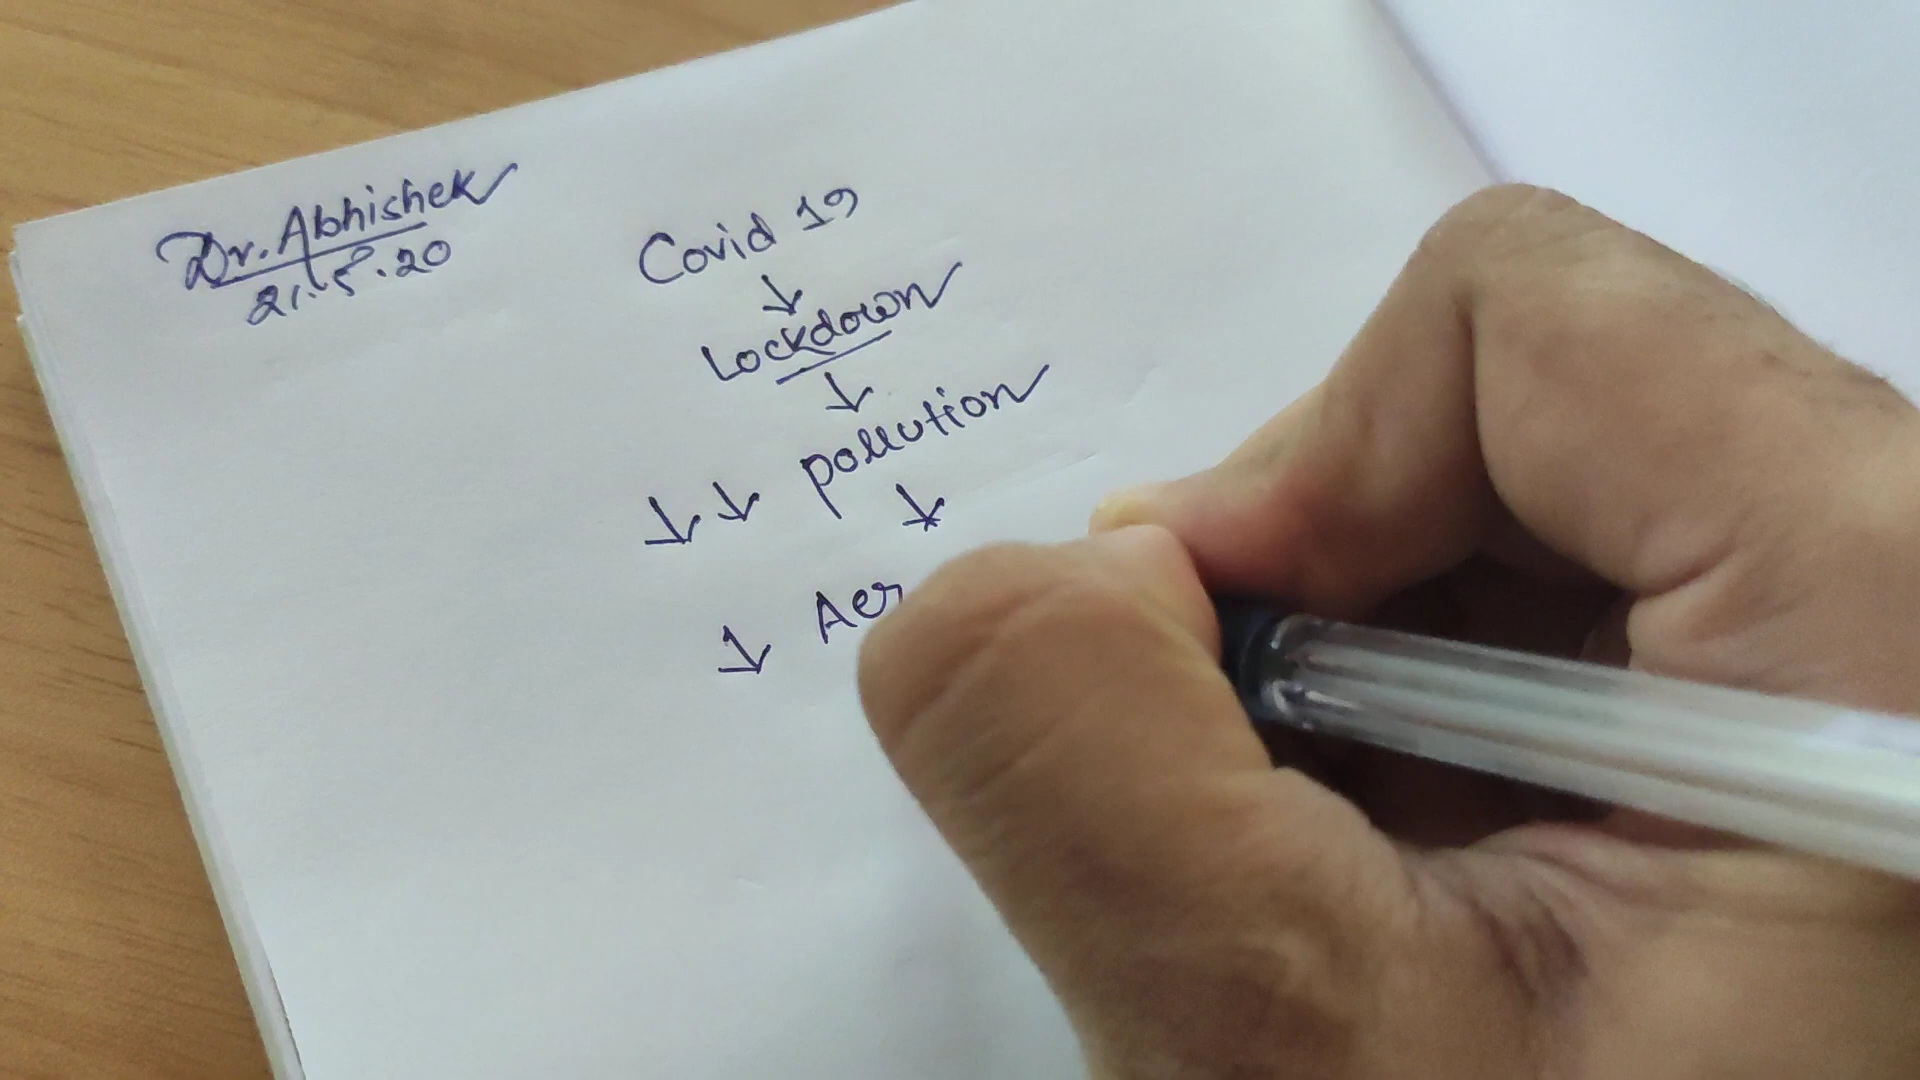 Dr. Abhishek
21.5.20
Covid 19
↓
Lockdown
↓
↓↓ pollution
↓
↓ Aer